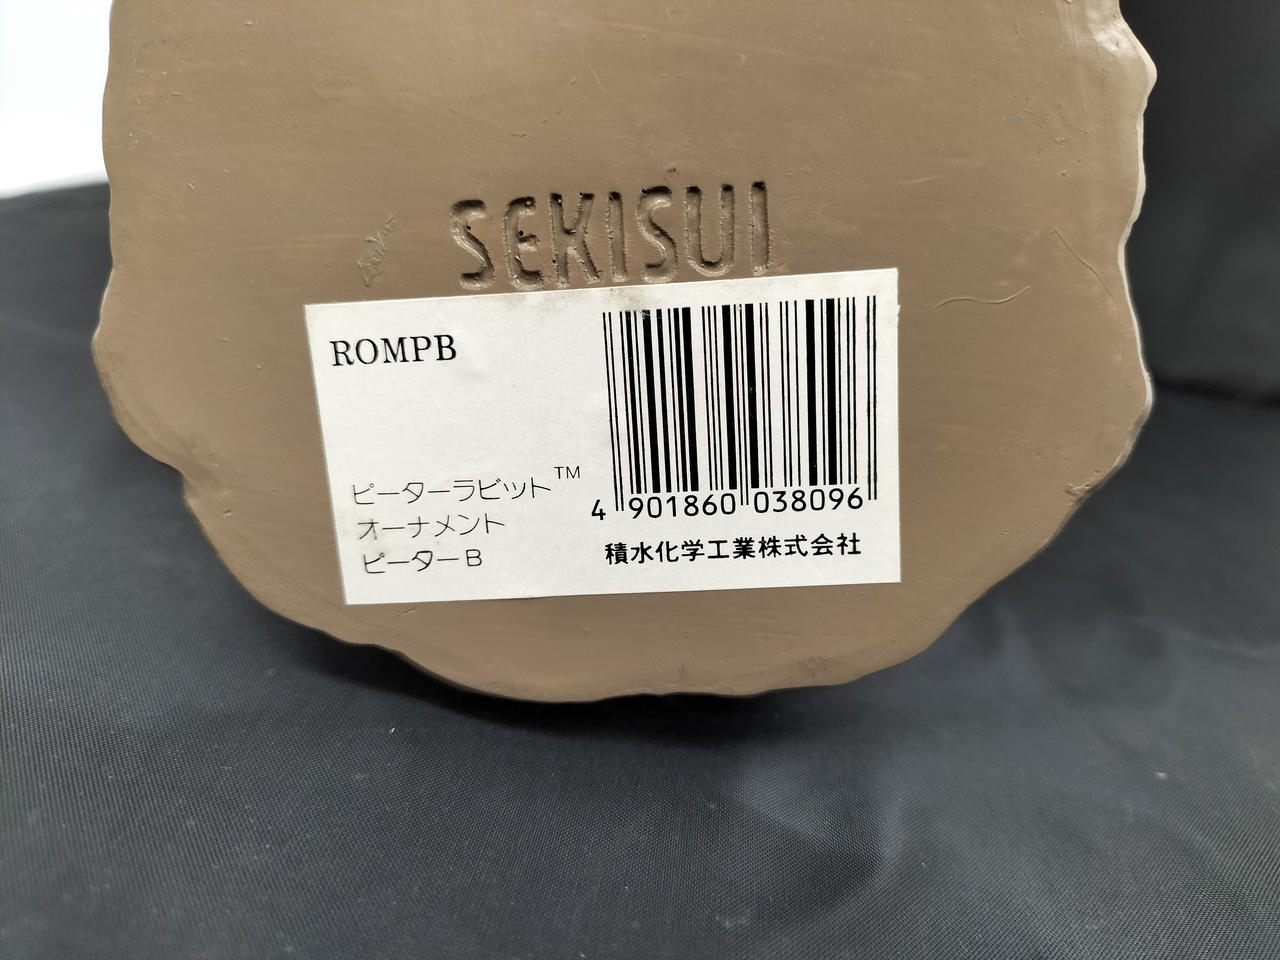 SEKISUI
ROMPB
ピーターラビット™
オーナメント
ピーターB
4 901860 038096
積水化学工業株式会社